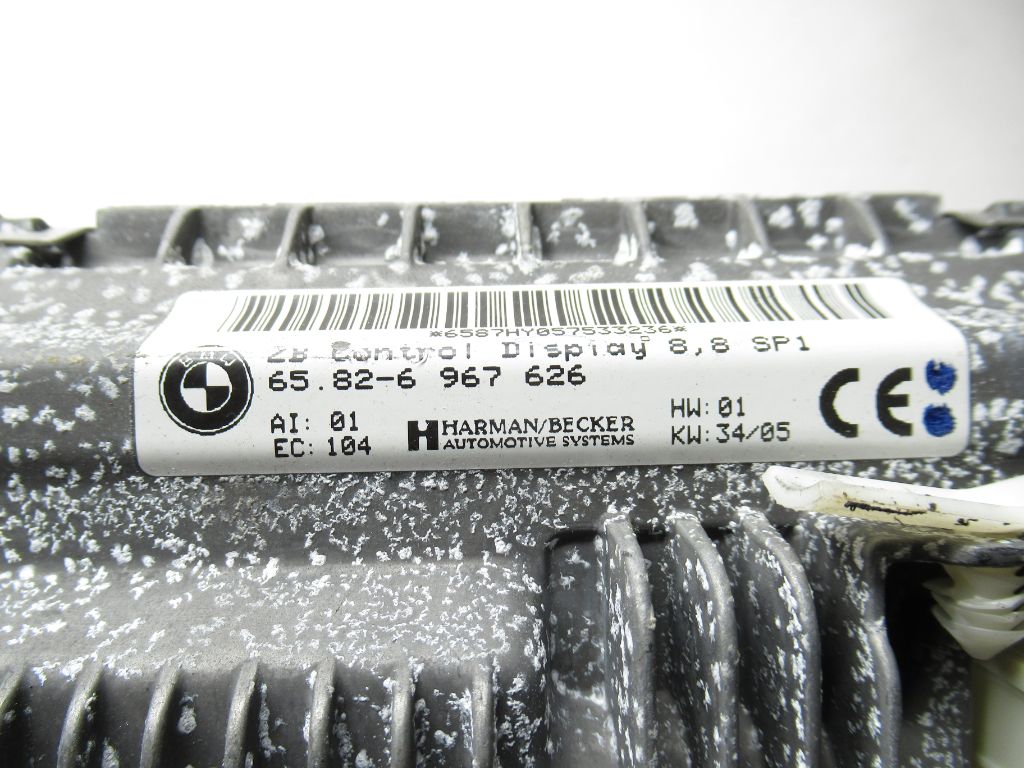 *6587HY057533236*
ZB Control Display 8,8 SP1
65.82-6 967 626
AI: 01
EC: 104
HARMAN/BECKER
AUTOMOTIVE SYSTEMS
HW: 01
KW: 34/05
CE
BMW